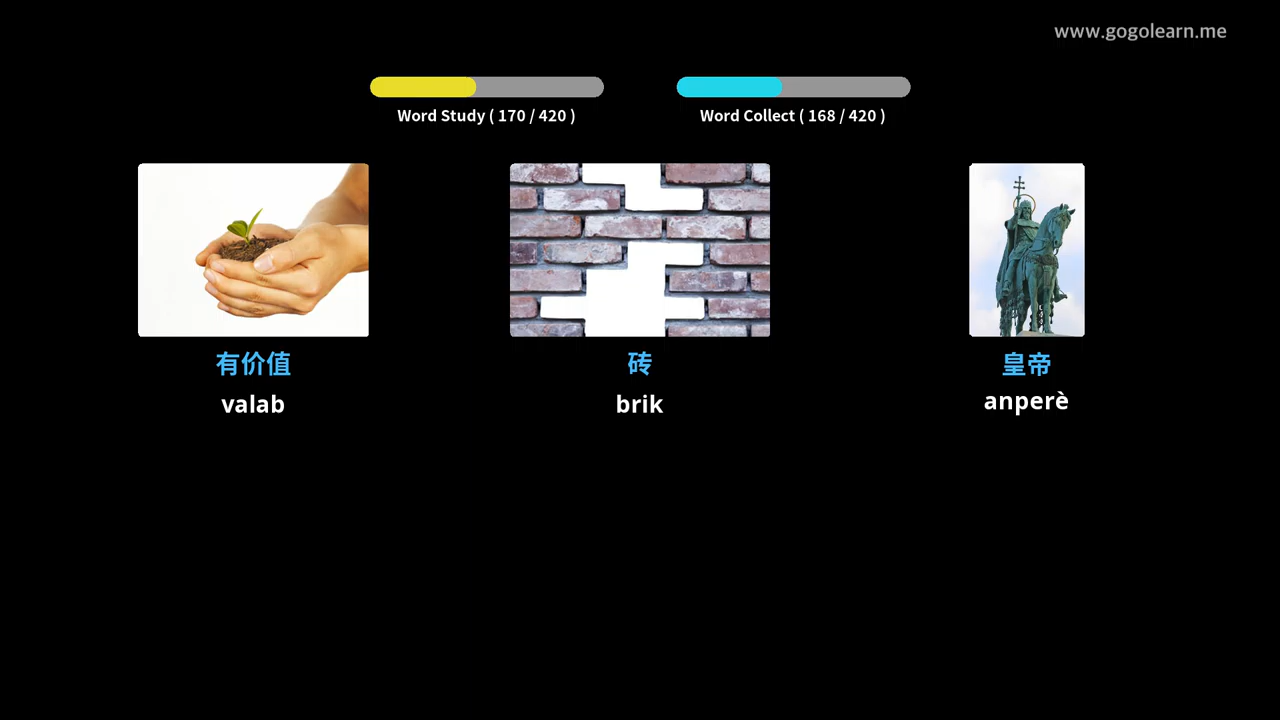 www.gogolearn.me
Word Study ( 170 / 420 )
Word Collect ( 168 / 420 )
有价值
砖
皇帝
valab
brik
anperè